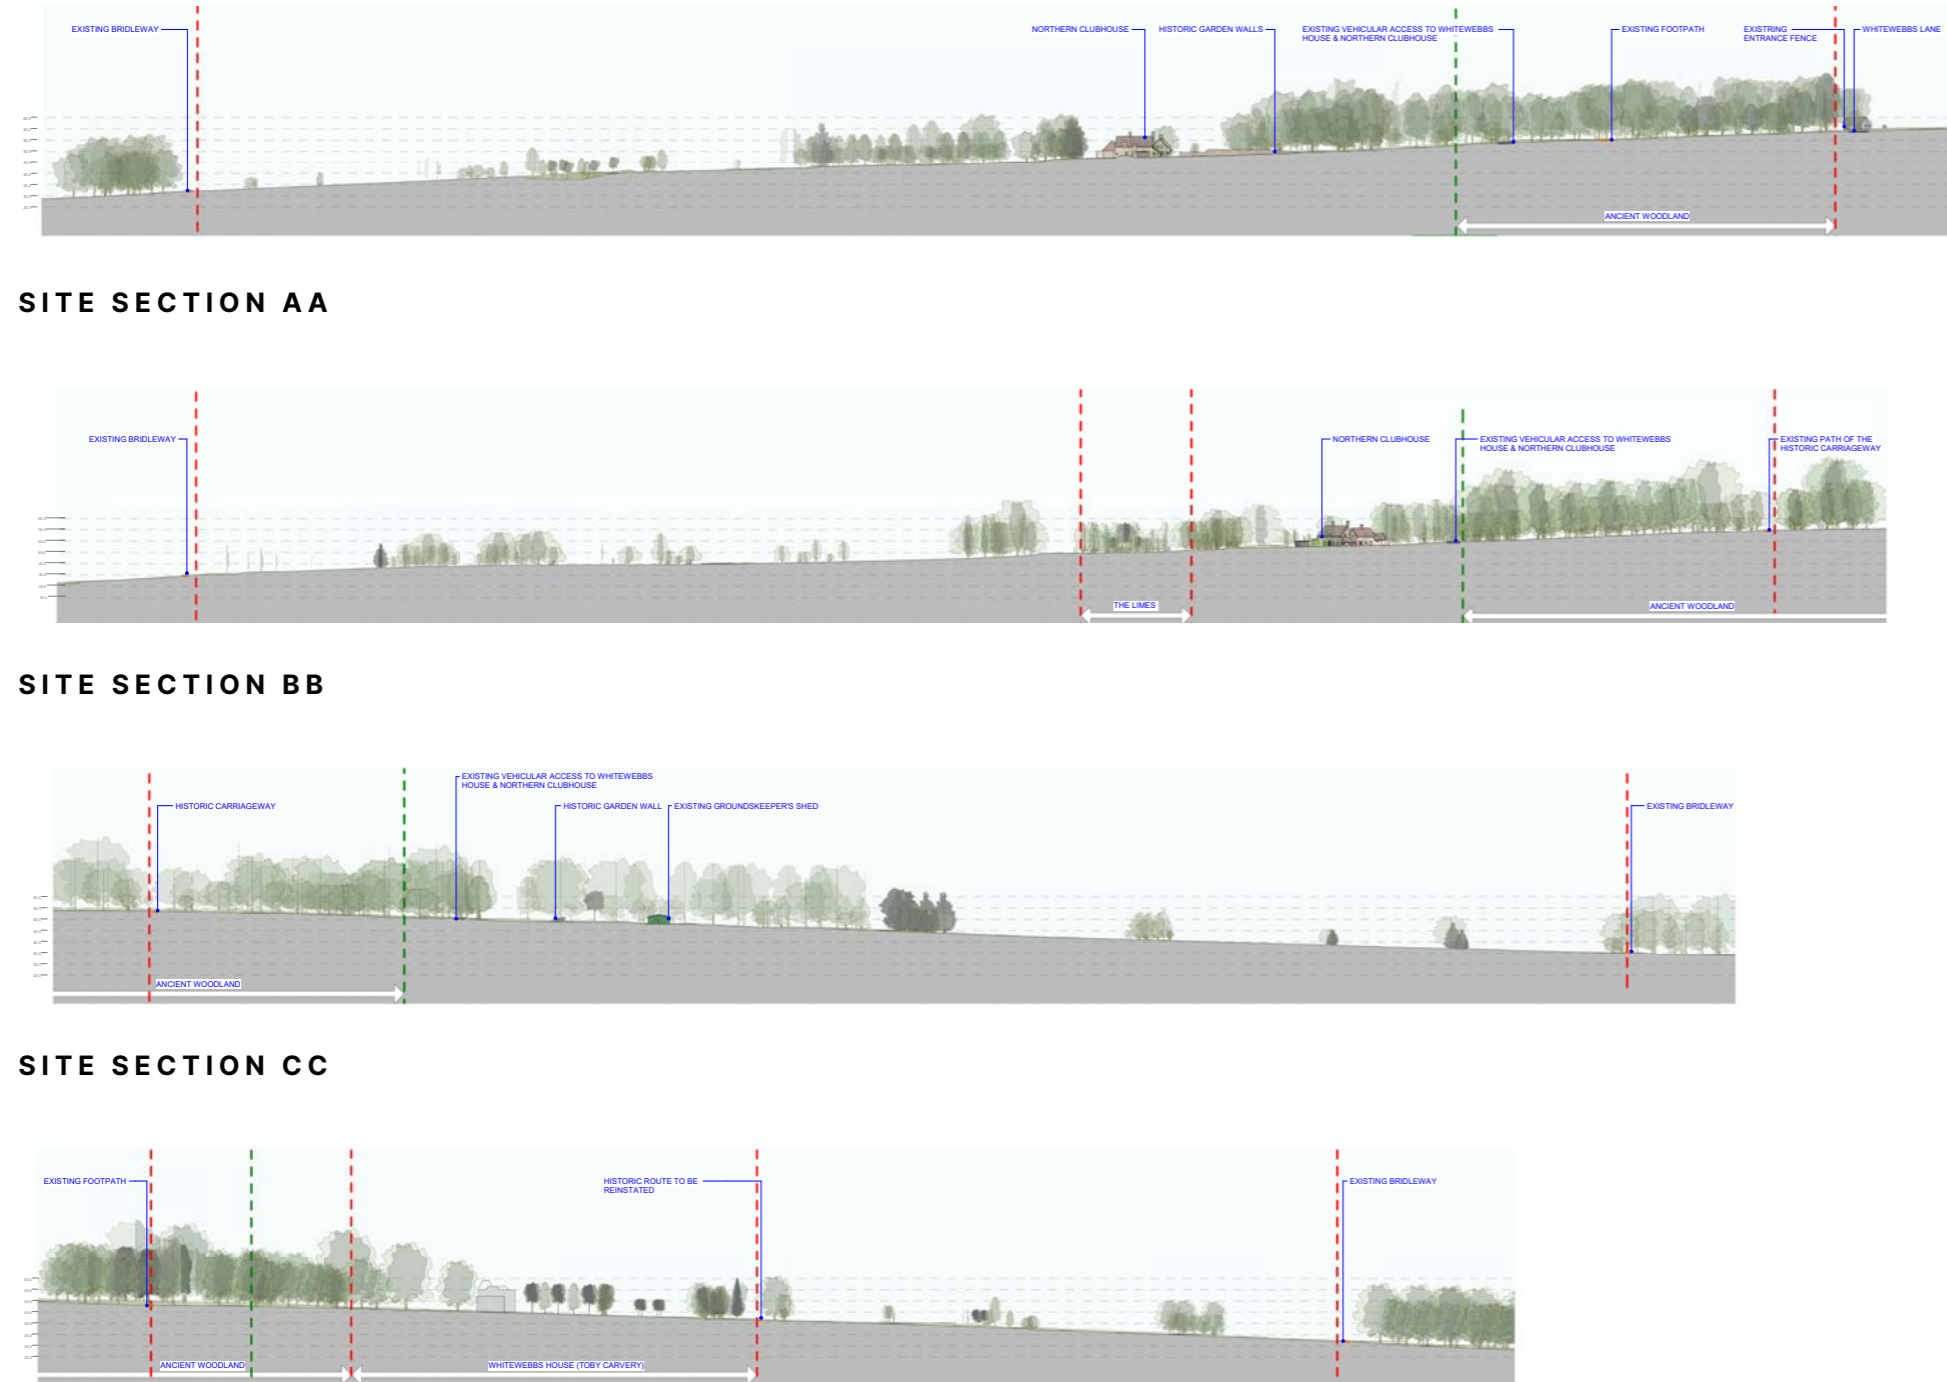 EXISTING BRIDLEWAY
NORTHERN CLUBHOUSE
HISTORIC GARDEN WALLS
EXISTING VEHICULAR ACCESS TO WHITEWEBBS
HOUSE & NORTHERN CLUBHOUSE
EXISTING FOOTPATH
EXISTRING
ENTRANCE FENCE
WHITEWEBBS LANE
ANCIENT WOODLAND
SITE SECTION AA
EXISTING BRIDLEWAY
NORTHERN CLUBHOUSE
EXISTING VEHICULAR ACCESS TO WHITEWEBBS
HOUSE & NORTHERN CLUBHOUSE
EXISTING PATH OF THE
HISTORIC CARRIAGEWAY
THE LIMES
ANCIENT WOODLAND
SITE SECTION BB
EXISTING VEHICULAR ACCESS TO WHITEWEBBS
HOUSE & NORTHERN CLUBHOUSE
HISTORIC CARRIAGEWAY
HISTORIC GARDEN WALL
EXISTING GROUNDSKEEPER'S SHED
EXISTING BRIDLEWAY
ANCIENT WOODLAND
SITE SECTION CC
EXISTING FOOTPATH
HISTORIC ROUTE TO BE
REINSTATED
EXISTING BRIDLEWAY
ANCIENT WOODLAND
WHITEWEBBS HOUSE (TOBY CARVERY)